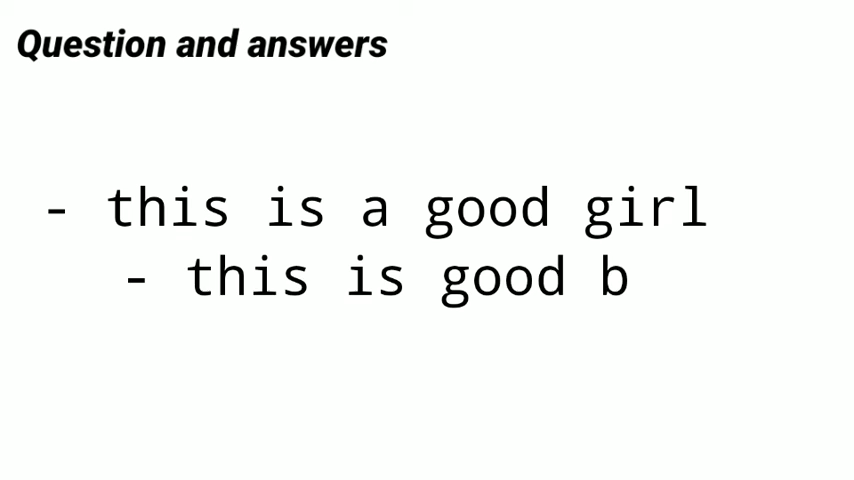 Question and answers
- this is a good girl
- this is good b